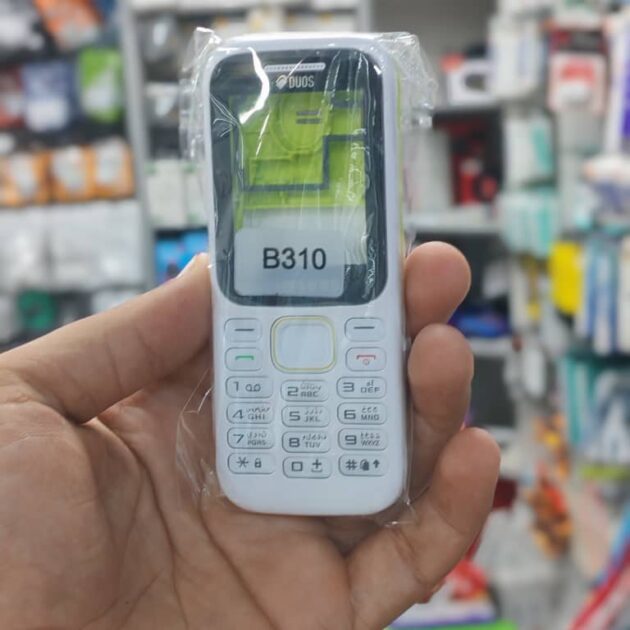 DUOS
B310
1
2 ABC
3 DEF
4 GHI
5 JKL
6 MNO
7 PQRS
8 TUV
9 WXYZ
*
0 +
#